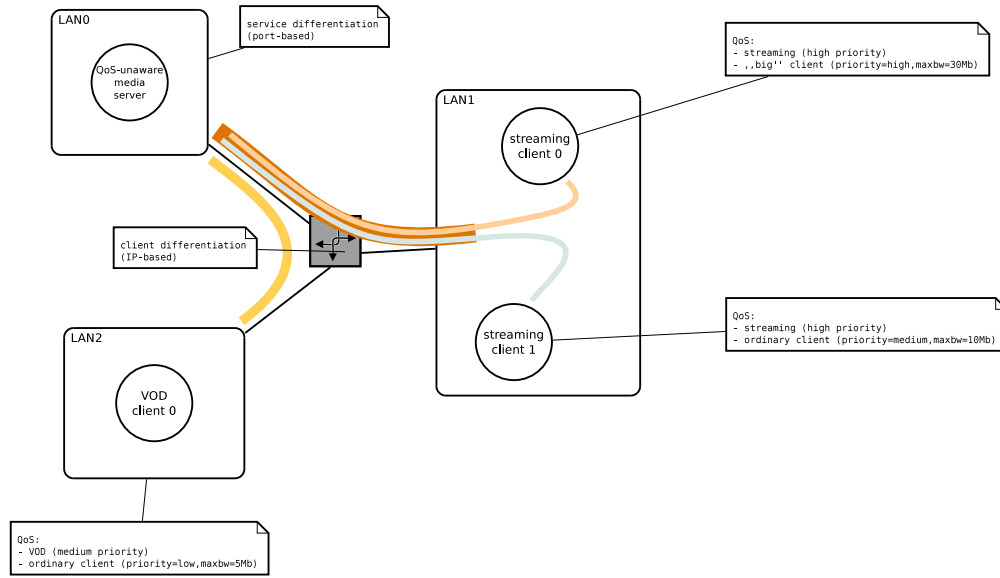 LAN0
QoS-unaware
media
server
service differentiation
(port-based)
QoS:
- streaming (high priority)
- ,,big'' client (priority=high,maxbw=30Mb)
LAN1
streaming
client 0
client differentiation
(IP-based)
streaming
client 1
QoS:
- streaming (high priority)
- ordinary client (priority=medium,maxbw=10Mb)
LAN2
VOD
client 0
QoS:
- VOD (medium priority)
- ordinary client (priority=low,maxbw=5Mb)